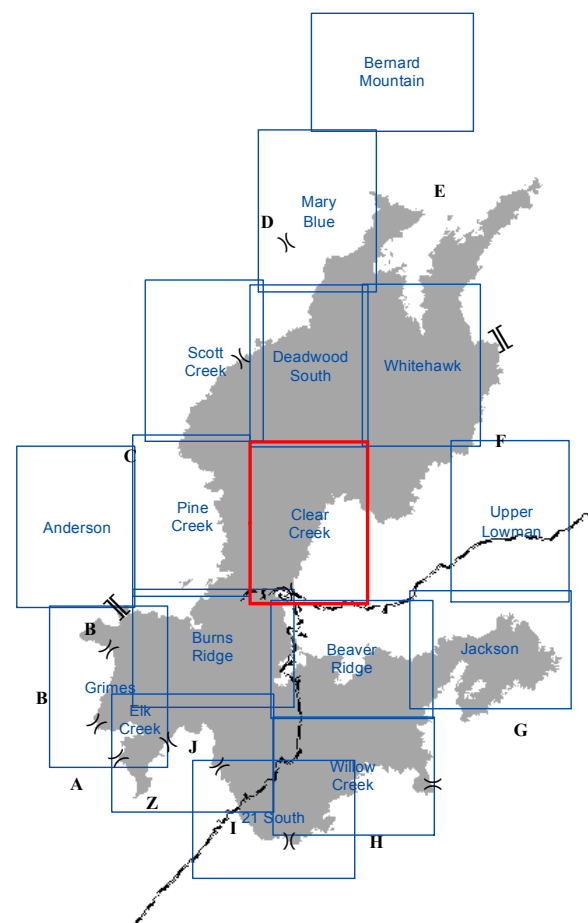 Bernard
Mountain
E
Mary
Blue
D
Scott
Creek
Deadwood
South
Whitehawk
C
F
Anderson
Pine
Creek
Clear
Creek
Upper
Lowman
B
Burns
Ridge
Beaver
Ridge
Jackson
B
Grimes
Elk
Creek
G
J
A
Z
Willow
Creek
I
21 South
H